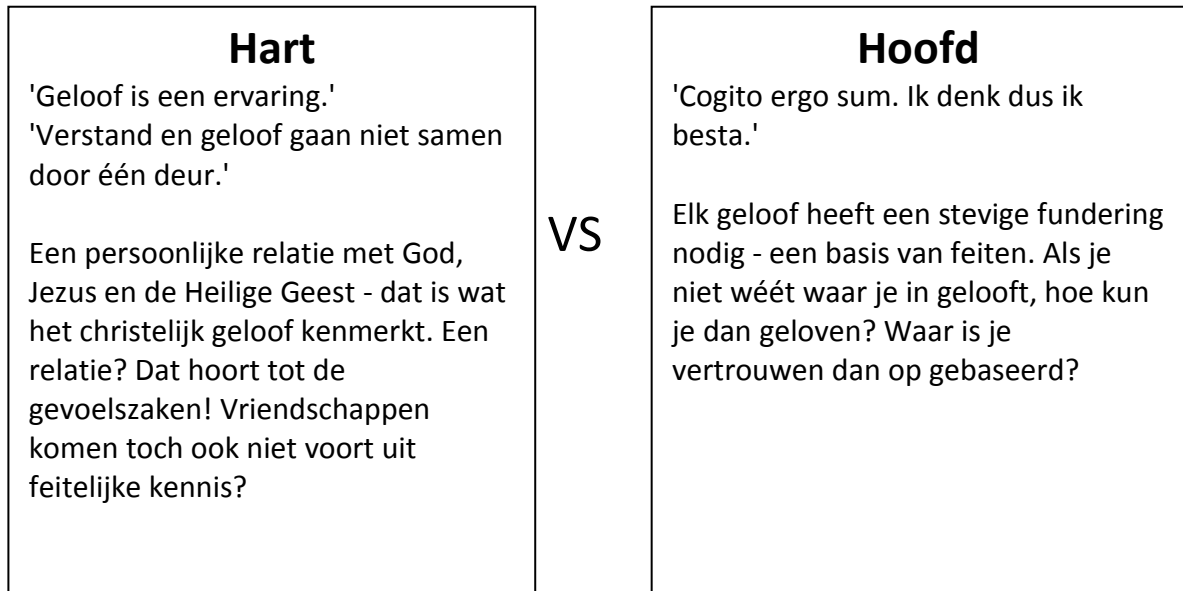 Hart
'Geloof is een ervaring.'
'Verstand en geloof gaan niet samen
door één deur.'
Een persoonlijke relatie met God,
Jezus en de Heilige Geest - dat is wat
het christelijk geloof kenmerkt. Een
relatie? Dat hoort tot de
gevoelszaken! Vriendschappen
komen toch ook niet voort uit
feitelijke kennis?
VS
Hoofd
'Cogito ergo sum. Ik denk dus ik
besta.'
Elk geloof heeft een stevige fundering
nodig - een basis van feiten. Als je
niet wéét waar je in gelooft, hoe kun
je dan geloven? Waar is je
vertrouwen dan op gebaseerd?